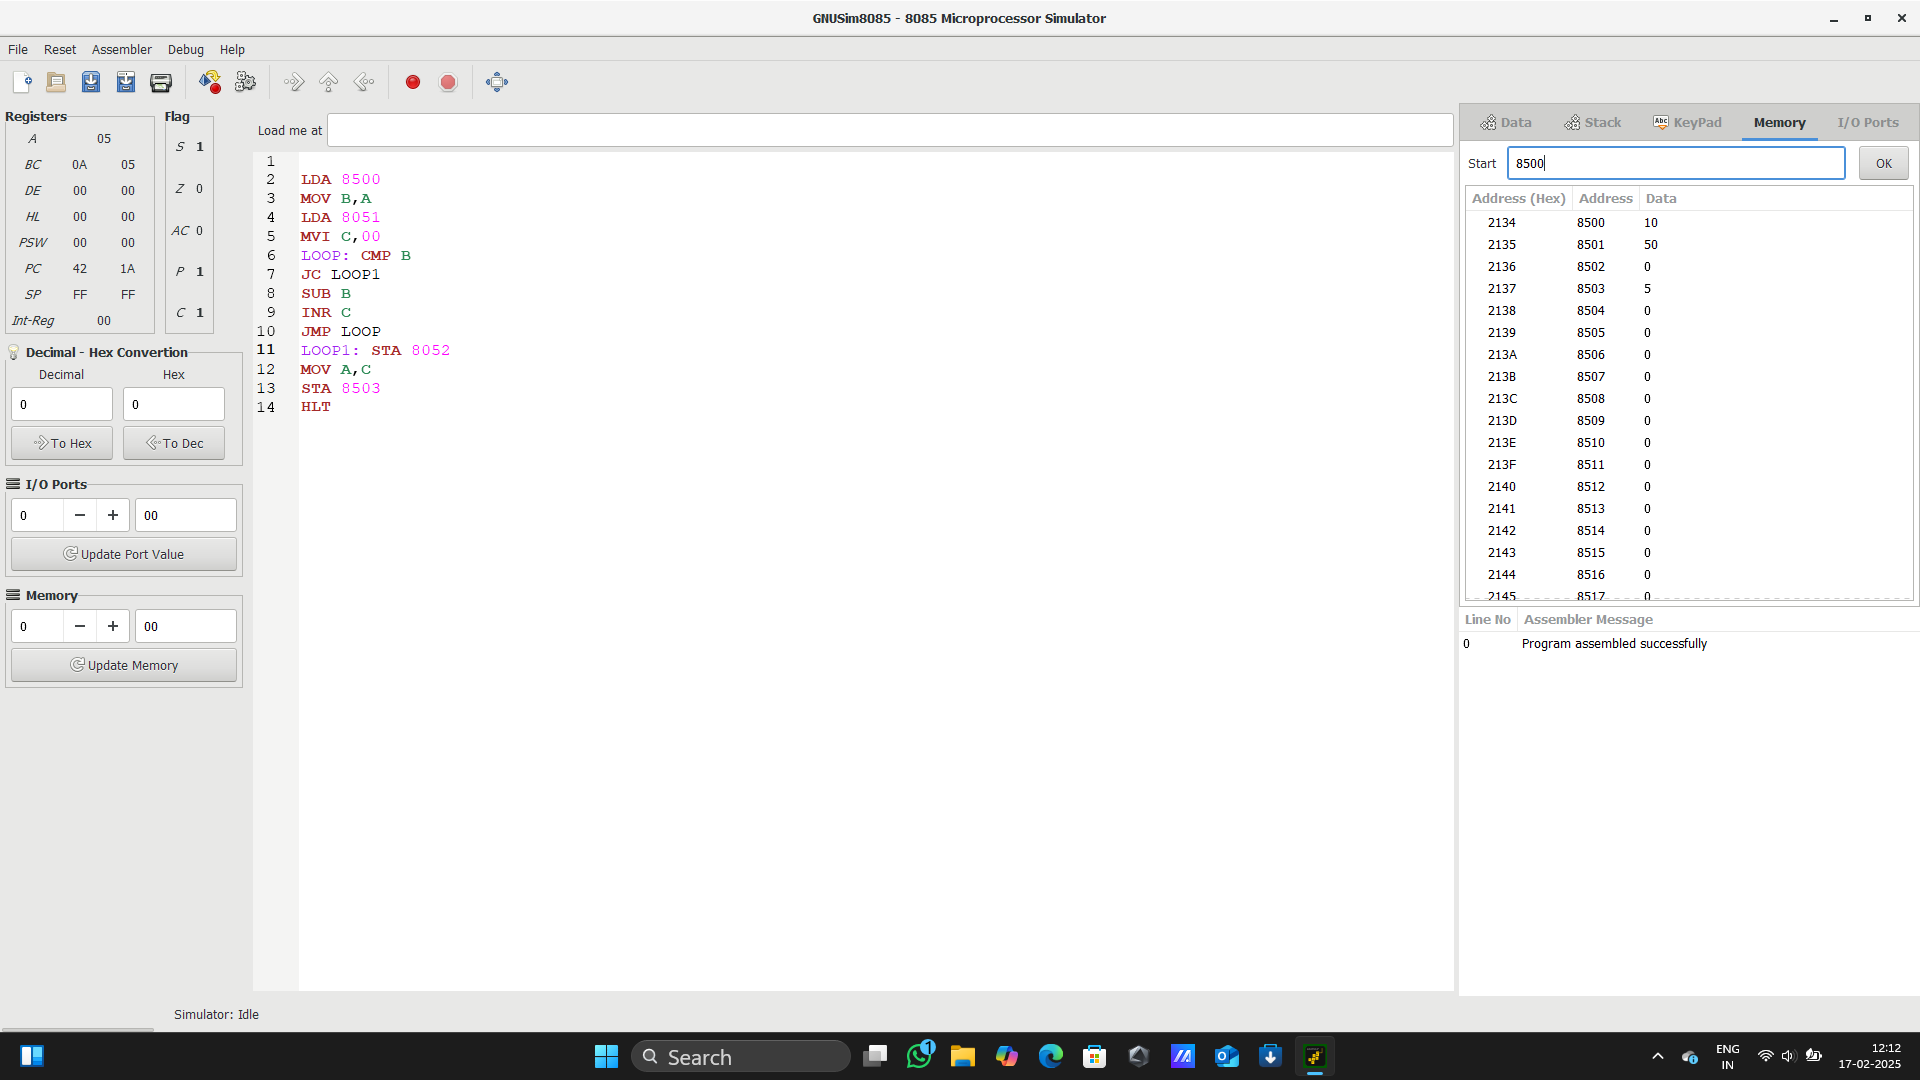 GNUSim8085 - 8085 Microprocessor Simulator
File Reset Assembler Debug Help
Registers
A 05
BC 0A 05
DE 00 00
HL 00 00
PSW 00 00
PC 42 1A
SP FF FF
Int-Reg 00
Flag
S 1
Z 0
AC 0
P 1
C 1
Decimal - Hex Convertion
Decimal Hex
0 0
To Hex To Dec
I/O Ports
0 00
Update Port Value
Memory
0 00
Update Memory
Load me at
1
2 LDA 8500
3 MOV B,A
4 LDA 8051
5 MVI C,00
6 LOOP: CMP B
7 JC LOOP1
8 SUB B
9 INR C
10 JMP LOOP
11 LOOP1: STA 8052
12 MOV A,C
13 STA 8503
14 HLT
Data Stack Abc KeyPad Memory I/O Ports
Start 8500 OK
Address (Hex) Address Data
2134 8500 10
2135 8501 50
2136 8502 0
2137 8503 5
2138 8504 0
2139 8505 0
213A 8506 0
213B 8507 0
213C 8508 0
213D 8509 0
213E 8510 0
213F 8511 0
2140 8512 0
2141 8513 0
2142 8514 0
2143 8515 0
2144 8516 0
2145 8517 0
Line No Assembler Message
0 Program assembled successfully
Simulator: Idle
Search
1
ENG
IN
12:12
17-02-2025